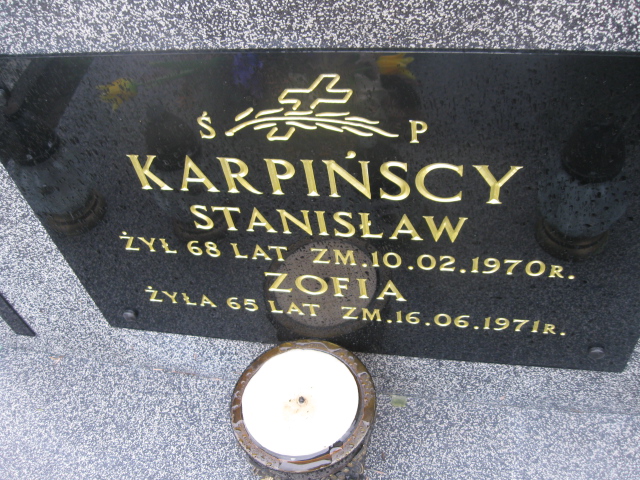 Ś P
KARPIŃSCY
STANISŁAW
ŻYŁ 68 LAT ZM.10.02.1970R.
ZOFIA
ŻYŁA 65 LAT ZM.16.06.1971R.